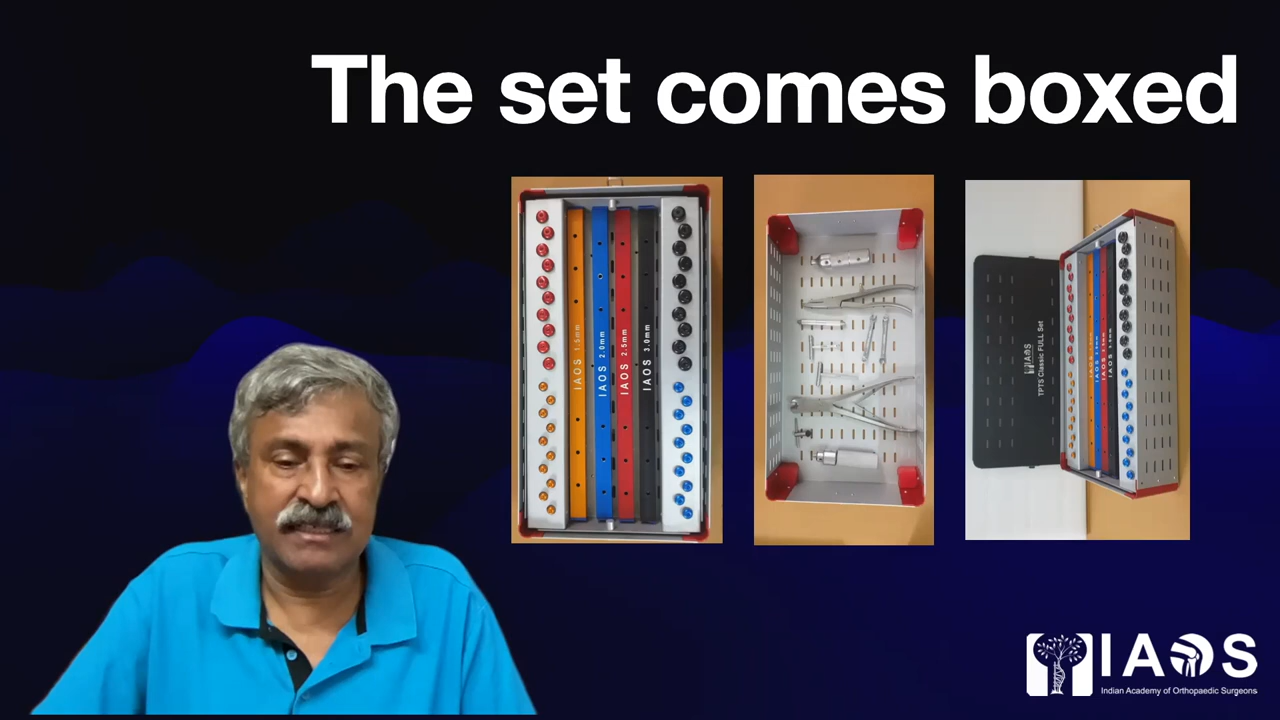 The set comes boxed
IAOS 1.5mm
IAOS 2.0mm
IAOS 2.5mm
IAOS 3.0mm
IAOS
TPTS Classic FULL Set
IAOS
Indian Academy of Orthopaedic Surgeons